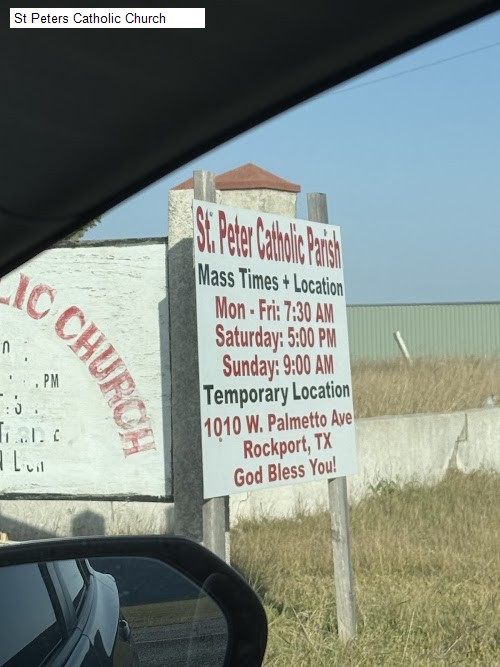 St Peters Catholic Church
St. Peter Catholic Parish
Mass Times + Location
Mon - Fri: 7:30 AM
Saturday: 5:00 PM
Sunday: 9:00 AM
Temporary Location
1010 W. Palmetto Ave
Rockport, TX
God Bless You!
CHURCH
PM